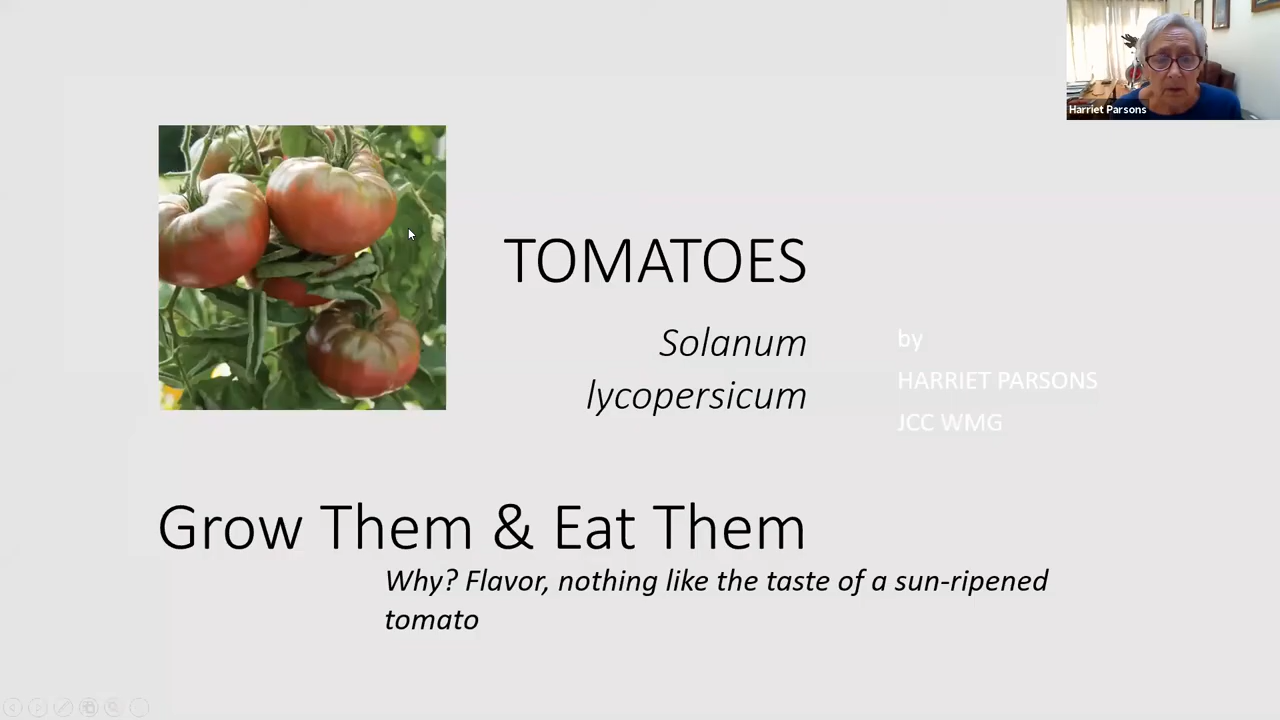 Harriet Parsons
TOMATOES
Solanum
lycopersicum
by
HARRIET PARSONS
JCC WMG
Grow Them & Eat Them
Why? Flavor, nothing like the taste of a sun-ripened
tomato